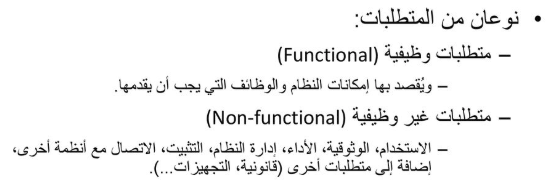 • نوعان من المتطلبات:
– متطلبات وظيفية (Functional)
– ويُقصد بها إمكانات النظام والوظائف التي يجب أن يقدمها.
– متطلبات غير وظيفية (Non-functional)
– الاستخدام، الوثوقية، الأداء، إدارة النظام، التثبيت، الاتصال مع أنظمة أخرى،
إضافة إلى متطلبات أخرى (قانونية، التجهيزات...).